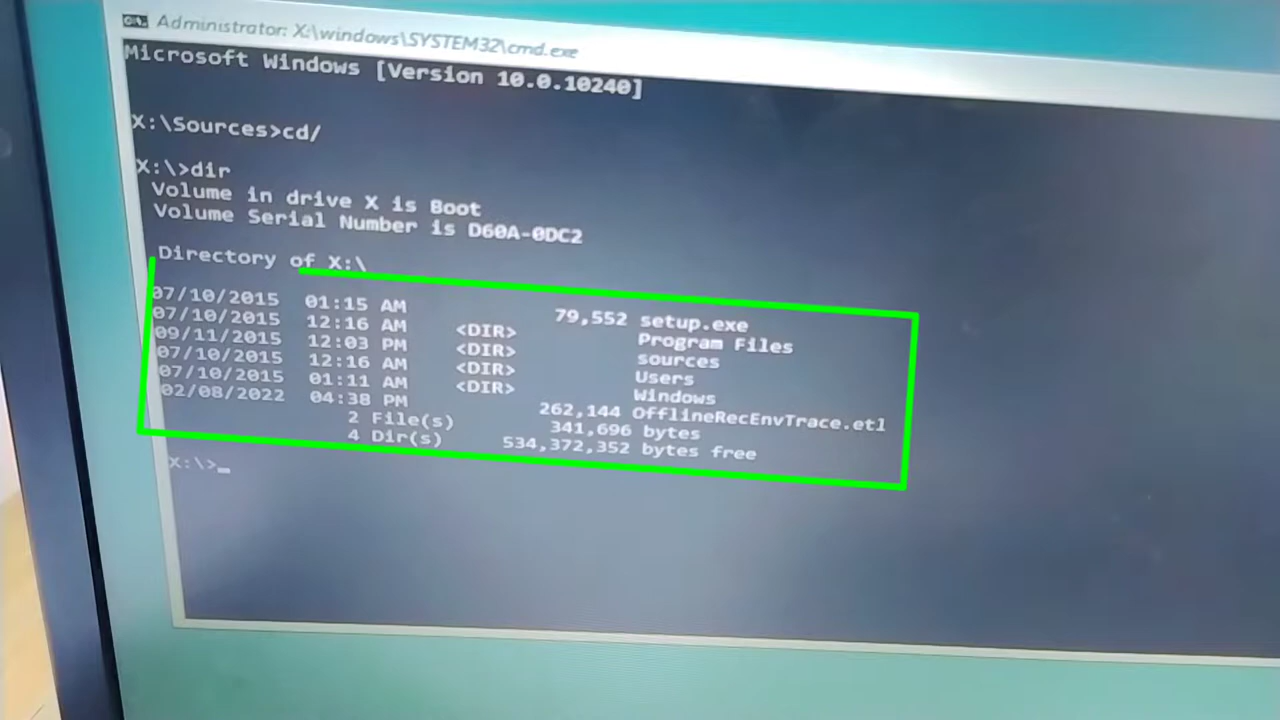 Administrator: X:\windows\SYSTEM32\cmd.exe
Microsoft Windows [Version 10.0.10240]
X:\Sources>cd/
X:\>dir
Volume in drive X is Boot
Volume Serial Number is D60A-0DC2
Directory of X:\
07/10/2015 01:15 AM 79,552 setup.exe
07/10/2015 12:16 AM <DIR> Program Files
09/11/2015 12:03 PM <DIR> sources
07/10/2015 12:16 AM <DIR> Users
07/10/2015 01:11 AM <DIR> Windows
02/08/2022 04:38 PM 262,144 OfflineRecEnvTrace.etl
2 File(s) 341,696 bytes
4 Dir(s) 534,372,352 bytes free
X:\>_